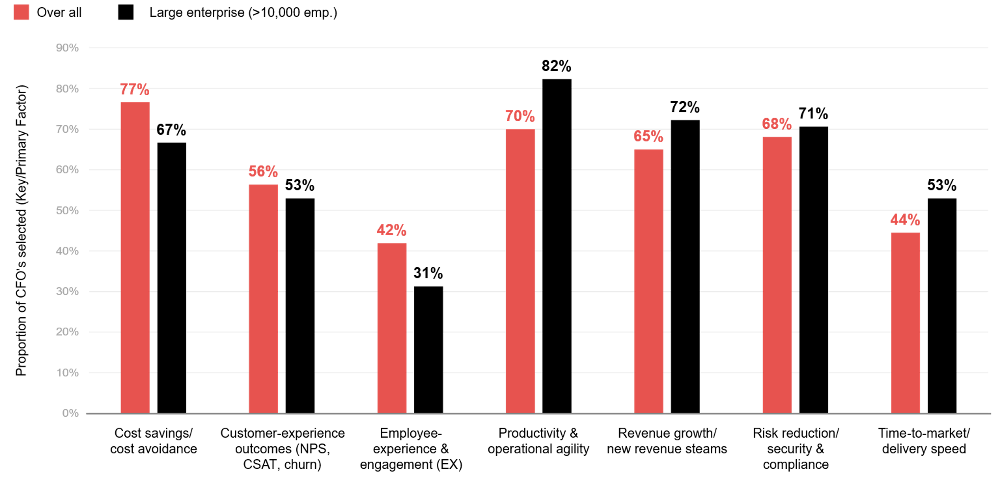 Over all
Large enterprise (>10,000 emp.)
Proportion of CFO's selected (Key/Primary Factor)
90%
80%
70%
60%
50%
40%
30%
20%
10%
0%
77%
67%
56%
53%
42%
31%
70%
82%
65%
72%
68%
71%
44%
53%
Cost savings/
cost avoidance
Customer-experience
outcomes (NPS,
CSAT, churn)
Employee-
experience &
engagement (EX)
Productivity &
operational agility
Revenue growth/
new revenue steams
Risk reduction/
security &
compliance
Time-to-market/
delivery speed